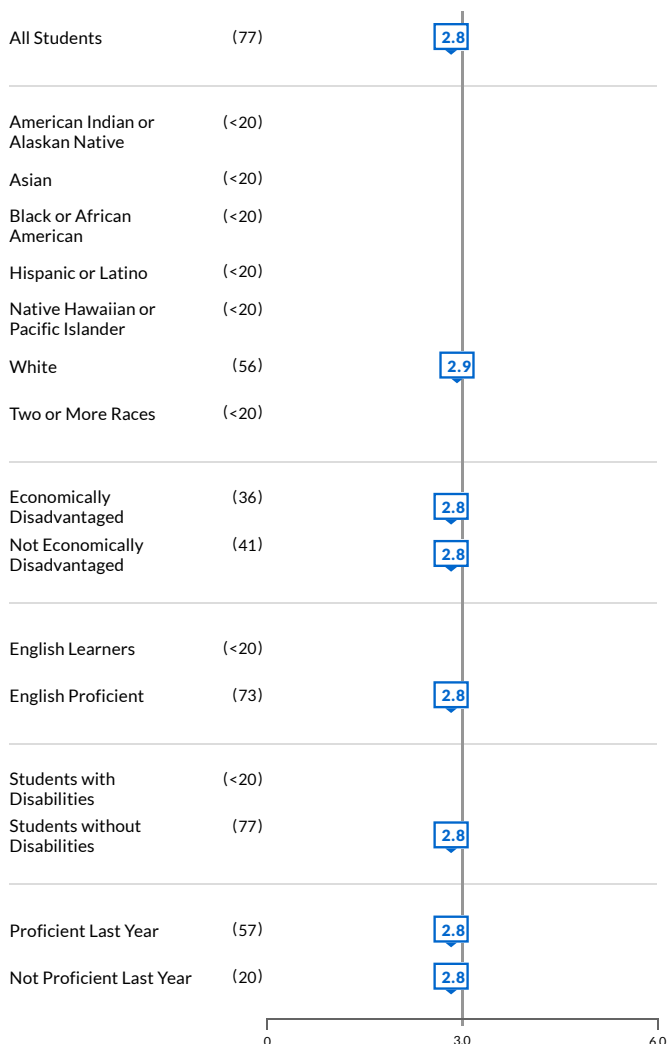 All Students (77) 2.8
American Indian or (<20)
Alaskan Native
Asian (<20)
Black or African (<20)
American
Hispanic or Latino (<20)
Native Hawaiian or (<20)
Pacific Islander
White (56) 2.9
Two or More Races (<20)
Economically (36) 2.8
Disadvantaged
Not Economically (41) 2.8
Disadvantaged
English Learners (<20)
English Proficient (73) 2.8
Students with (<20)
Disabilities
Students without (77) 2.8
Disabilities
Proficient Last Year (57) 2.8
Not Proficient Last Year (20) 2.8
0 3.0 6.0